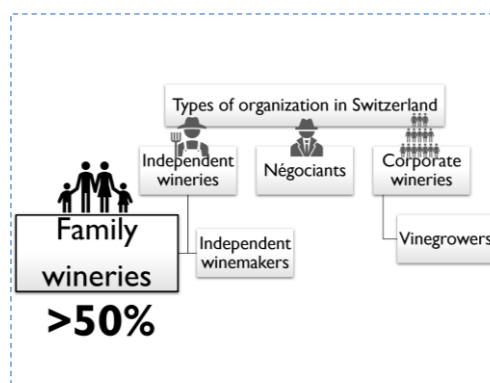 Types of organization in Switzerland
Independent
wineries
Négociants
Corporate
wineries
Family
wineries
>50%
Independent
winemakers
Vinegrowers